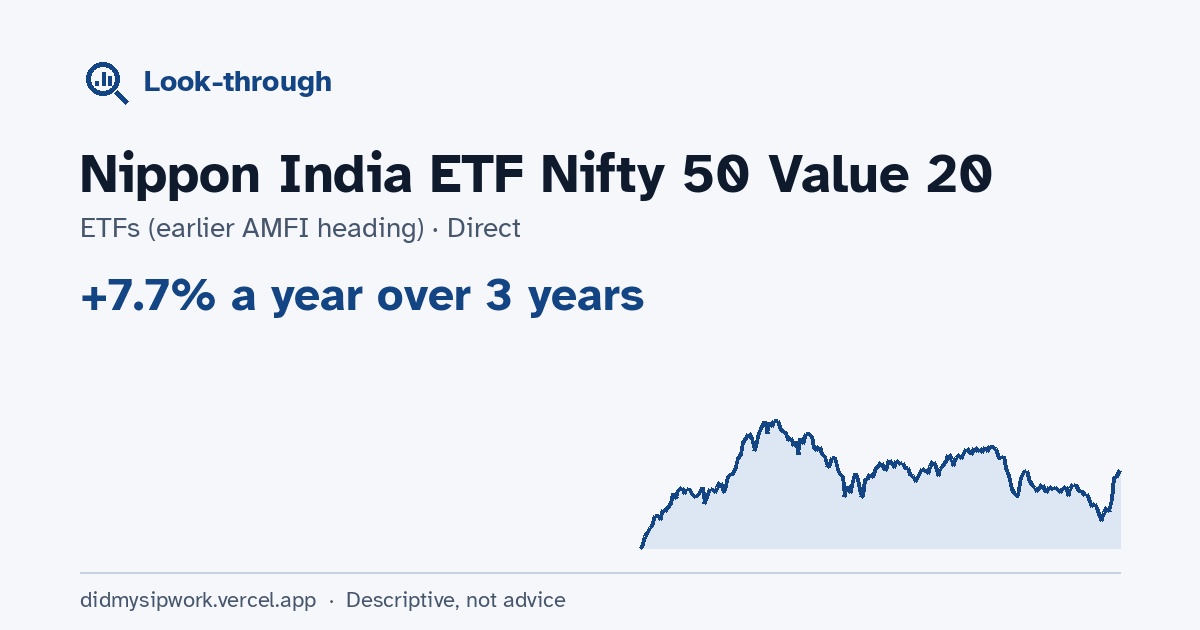 Look-through
Nippon India ETF Nifty 50 Value 20
ETFs (earlier AMFI heading) · Direct
+7.7% a year over 3 years
didmysipwork.vercel.app · Descriptive, not advice